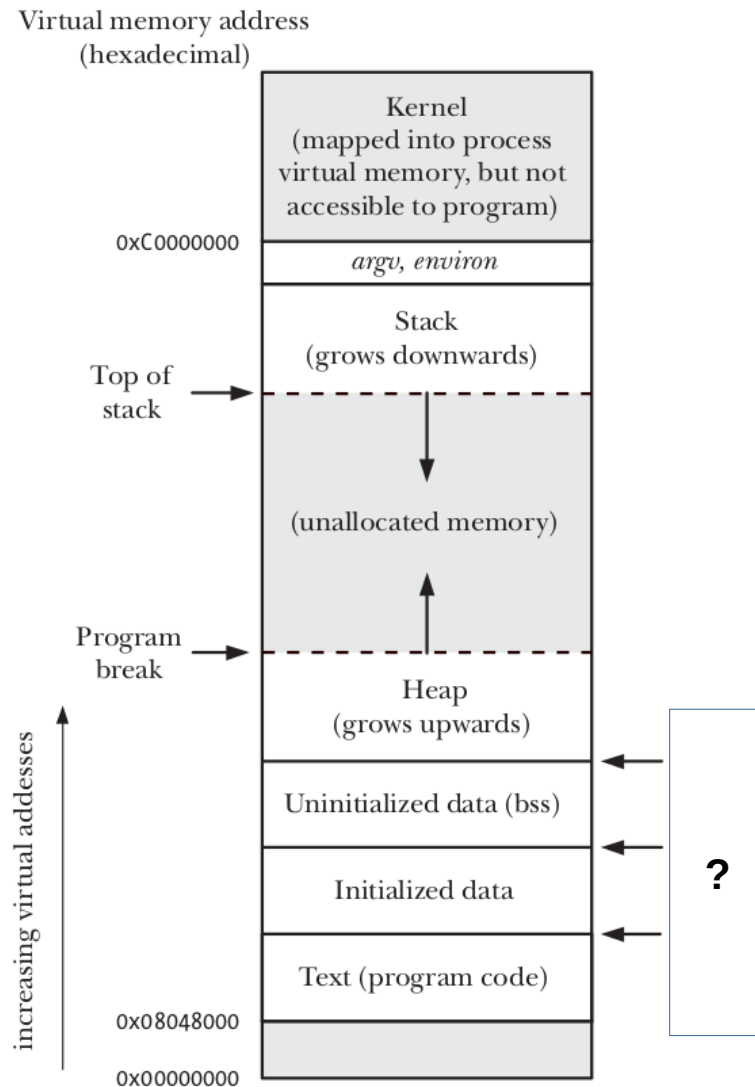 Virtual memory address
(hexadecimal)
Kernel
(mapped into process
virtual memory, but not
accessible to program)
0xC0000000
argv, environ
Stack
(grows downwards)
Top of
stack
(unallocated memory)
Program
break
Heap
(grows upwards)
Uninitialized data (bss)
?
Initialized data
Text (program code)
increasing virtual addesses
0x08048000
0x00000000